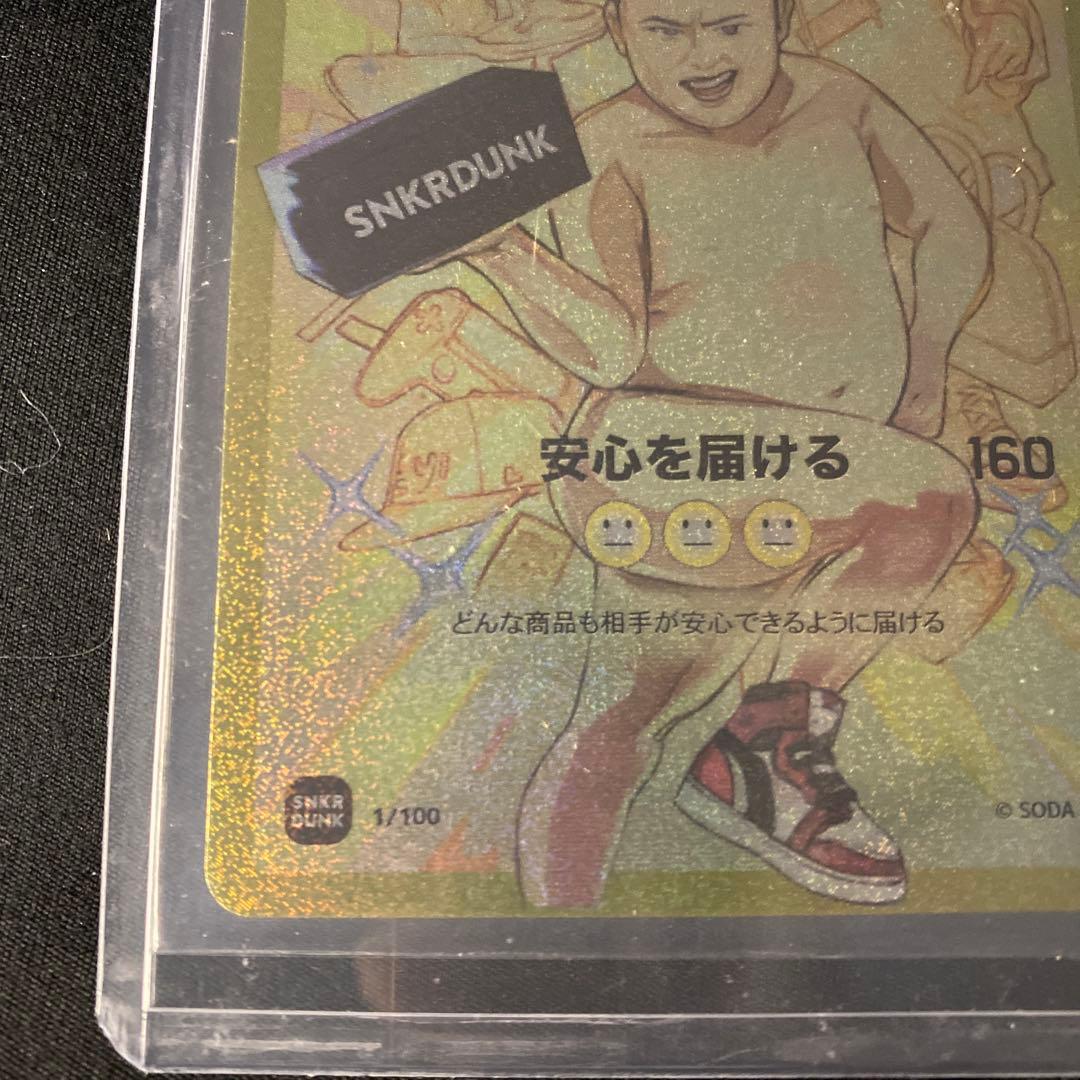 SNKRDUNK
安心を届ける 160
どんな商品も相手が安心できるように届ける
SNKR
DUNK
1/100
© SODA